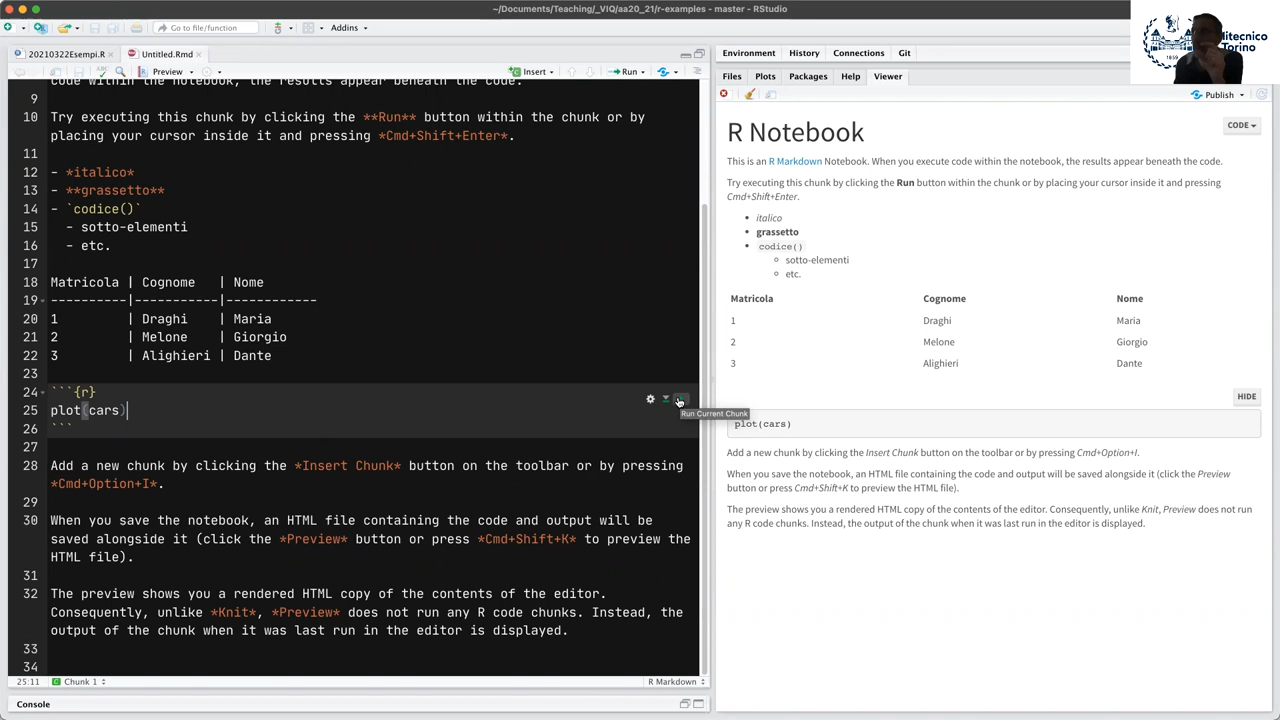 ~/Documents/Teaching/_VIQ/aa20_21/r-examples - master - RStudio
Go to file/function
Addins
20210322Esempi.R
Untitled.Rmd
Preview
Insert
Run
code within the notebook, the results appear beneath the code.
9
10 Try executing this chunk by clicking the **Run** button within the chunk or by
placing your cursor inside it and pressing *Cmd+Shift+Enter*.
11
12 - *italico*
13 - **grassetto**
14 - `codice()`
15 - sotto-elementi
16 - etc.
17
18 Matricola | Cognome | Nome
19 ----------|-----------|------------
20 1 | Draghi | Maria
21 2 | Melone | Giorgio
22 3 | Alighieri | Dante
23
24 ```{r}
25 plot(cars)
26 ```
27
28 Add a new chunk by clicking the *Insert Chunk* button on the toolbar or by pressing
*Cmd+Option+I*.
29
30 When you save the notebook, an HTML file containing the code and output will be
saved alongside it (click the *Preview* button or press *Cmd+Shift+K* to preview the
HTML file).
31
32 The preview shows you a rendered HTML copy of the contents of the editor.
Consequently, unlike *Knit*, *Preview* does not run any R code chunks. Instead, the
output of the chunk when it was last run in the editor is displayed.
33
34
25:11 Chunk 1 R Markdown
Console
Run Current Chunk
Environment History Connections Git
Files Plots Packages Help Viewer
Publish
R Notebook
CODE
This is an R Markdown Notebook. When you execute code within the notebook, the results appear beneath the code.
Try executing this chunk by clicking the Run button within the chunk or by placing your cursor inside it and pressing
Cmd+Shift+Enter.
italico
grassetto
codice()
sotto-elementi
etc.
Matricola Cognome Nome
1 Draghi Maria
2 Melone Giorgio
3 Alighieri Dante
HIDE
plot(cars)
Add a new chunk by clicking the Insert Chunk button on the toolbar or by pressing Cmd+Option+I.
When you save the notebook, an HTML file containing the code and output will be saved alongside it (click the Preview
button or press Cmd+Shift+K to preview the HTML file).
The preview shows you a rendered HTML copy of the contents of the editor. Consequently, unlike Knit, Preview does not run
any R code chunks. Instead, the output of the chunk when it was last run in the editor is displayed.
Torino
1859